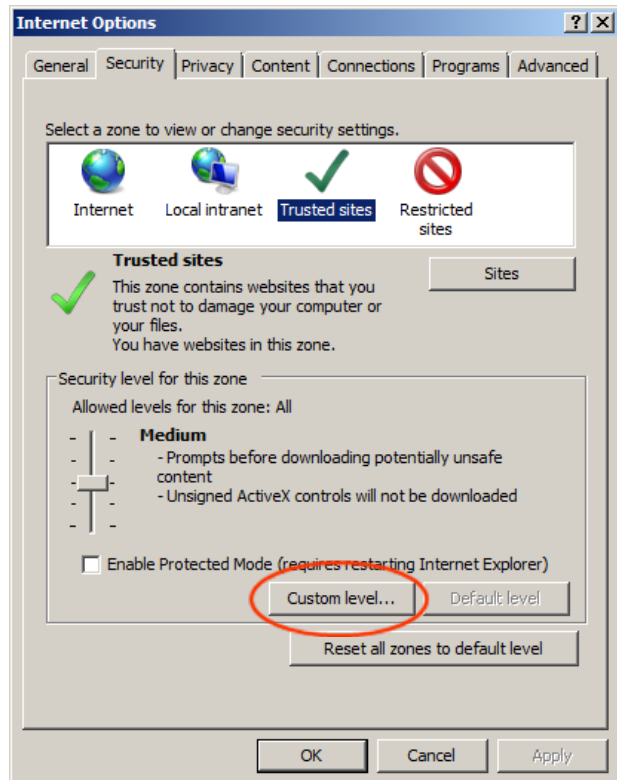 Internet Options
General Security Privacy Content Connections Programs Advanced
Select a zone to view or change security settings.
Internet Local intranet Trusted sites Restricted
sites
Trusted sites
Sites
This zone contains websites that you
trust not to damage your computer or
your files.
You have websites in this zone.
Security level for this zone
Allowed levels for this zone: All
Medium
- Prompts before downloading potentially unsafe
content
- Unsigned ActiveX controls will not be downloaded
Enable Protected Mode (requires restarting Internet Explorer)
Custom level... Default level
Reset all zones to default level
OK Cancel Apply